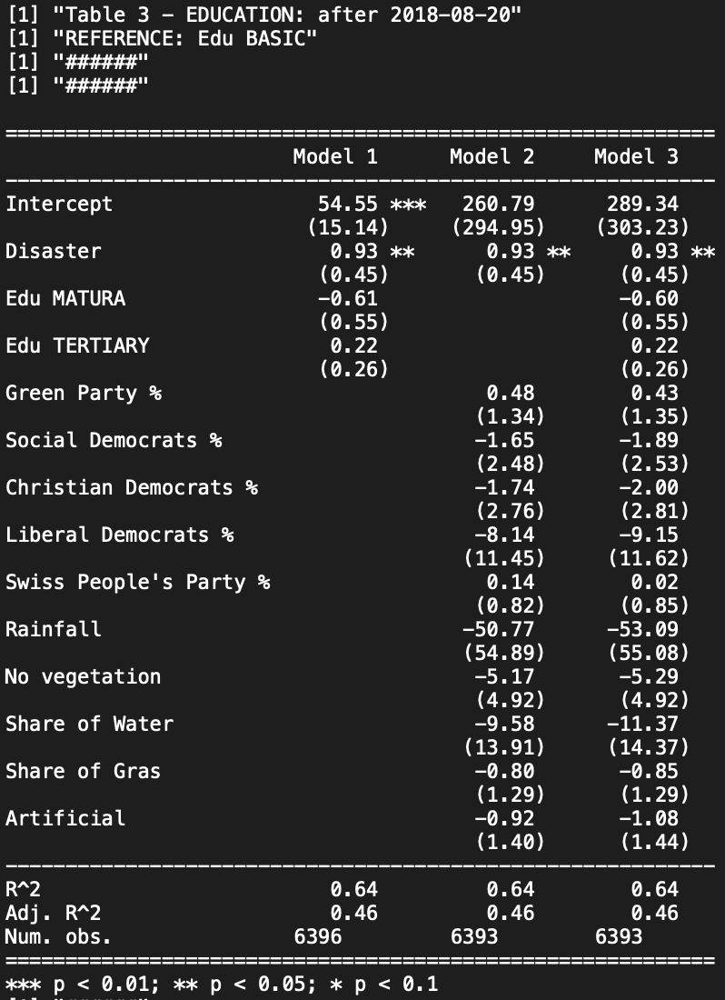 [1] "Table 3 - EDUCATION: after 2018-08-20"
[1] "REFERENCE: Edu BASIC"
[1] "######"
[1] "######"
===========================================================
                        Model 1      Model 2     Model 3
-----------------------------------------------------------
Intercept                 54.55 ***  260.79      289.34
                         (15.14)    (294.95)    (303.23)
Disaster                   0.93 **     0.93 **     0.93 **
                          (0.45)      (0.45)      (0.45)
Edu MATURA                -0.61                   -0.60
                          (0.55)                  (0.55)
Edu TERTIARY               0.22                    0.22
                          (0.26)                  (0.26)
Green Party %                          0.48        0.43
                                      (1.34)      (1.35)
Social Democrats %                    -1.65       -1.89
                                      (2.48)      (2.53)
Christian Democrats %                 -1.74       -2.00
                                      (2.76)      (2.81)
Liberal Democrats %                   -8.14       -9.15
                                     (11.45)     (11.62)
Swiss People's Party %                 0.14        0.02
                                      (0.82)      (0.85)
Rainfall                             -50.77      -53.09
                                     (54.89)     (55.08)
No vegetation                         -5.17       -5.29
                                      (4.92)      (4.92)
Share of Water                        -9.58      -11.37
                                     (13.91)     (14.37)
Share of Gras                         -0.80       -0.85
                                      (1.29)      (1.29)
Artificial                            -0.92       -1.08
                                      (1.40)      (1.44)
-----------------------------------------------------------
R^2                        0.64        0.64        0.64
Adj. R^2                   0.46        0.46        0.46
Num. obs.               6396         6393        6393
===========================================================
*** p < 0.01; ** p < 0.05; * p < 0.1